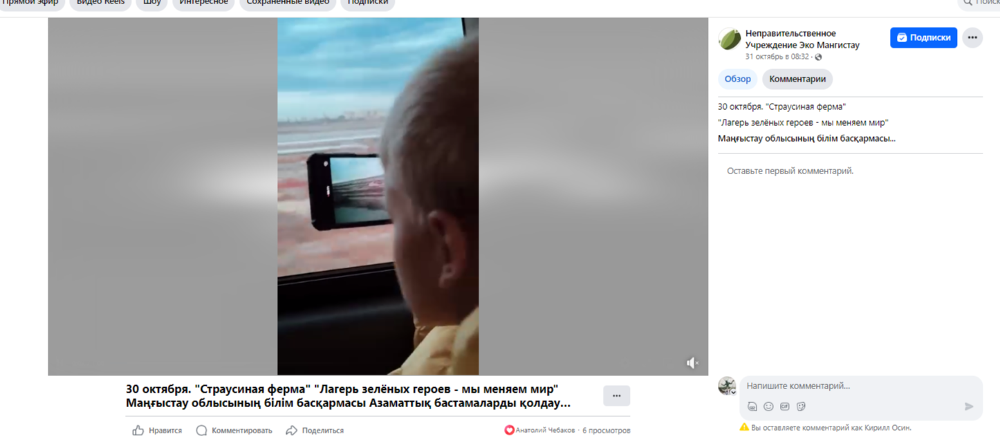 Прямой эфир
Видео Reels
Шоу
Интересное
Сохраненные видео
Подписки
Неправительственное
Учреждение Эко Мангистау
31 октябрь в 08:32 ·
Подписки
Обзор
Комментарии
30 октября. "Страусиная ферма"
"Лагерь зелёных героев - мы меняем мир"
Маңғыстау облысының білім басқармасы...
Оставьте первый комментарий.
30 октября. "Страусиная ферма" "Лагерь зелёных героев - мы меняем мир"
Маңғыстау облысының білім басқармасы Азаматтық бастамаларды қолдау...
Нравится
Комментировать
Поделиться
Анатолий Чебаков · 6 просмотров
Напишите комментарий...
GIF
Вы оставляете комментарий как Кирилл Осин.